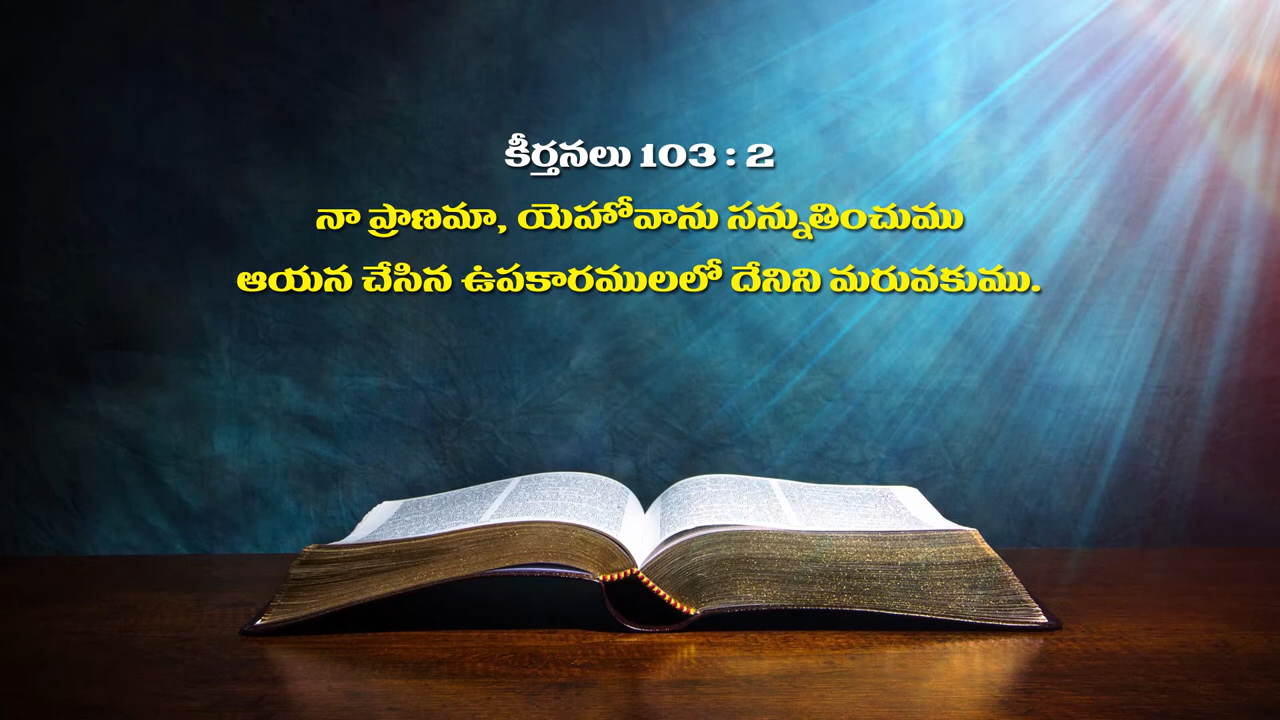 కీర్తనలు 103 : 2
నా ప్రాణమా, యెహోవాను సన్నుతించుము
ఆయన చేసిన ఉపకారములలో దేనిని మరువకుము.